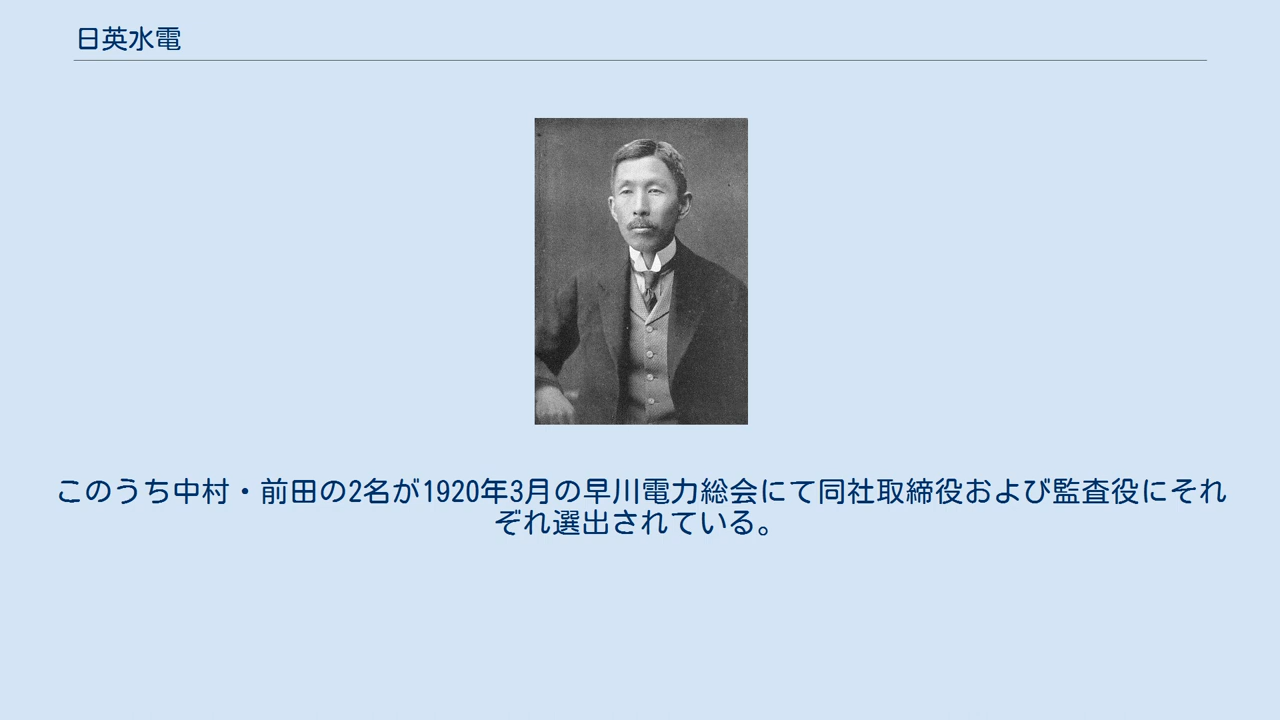 日英水電
このうち中村・前田の2名が1920年3月の早川電力総会にて同社取締役および監査役にそれ
ぞれ選出されている。